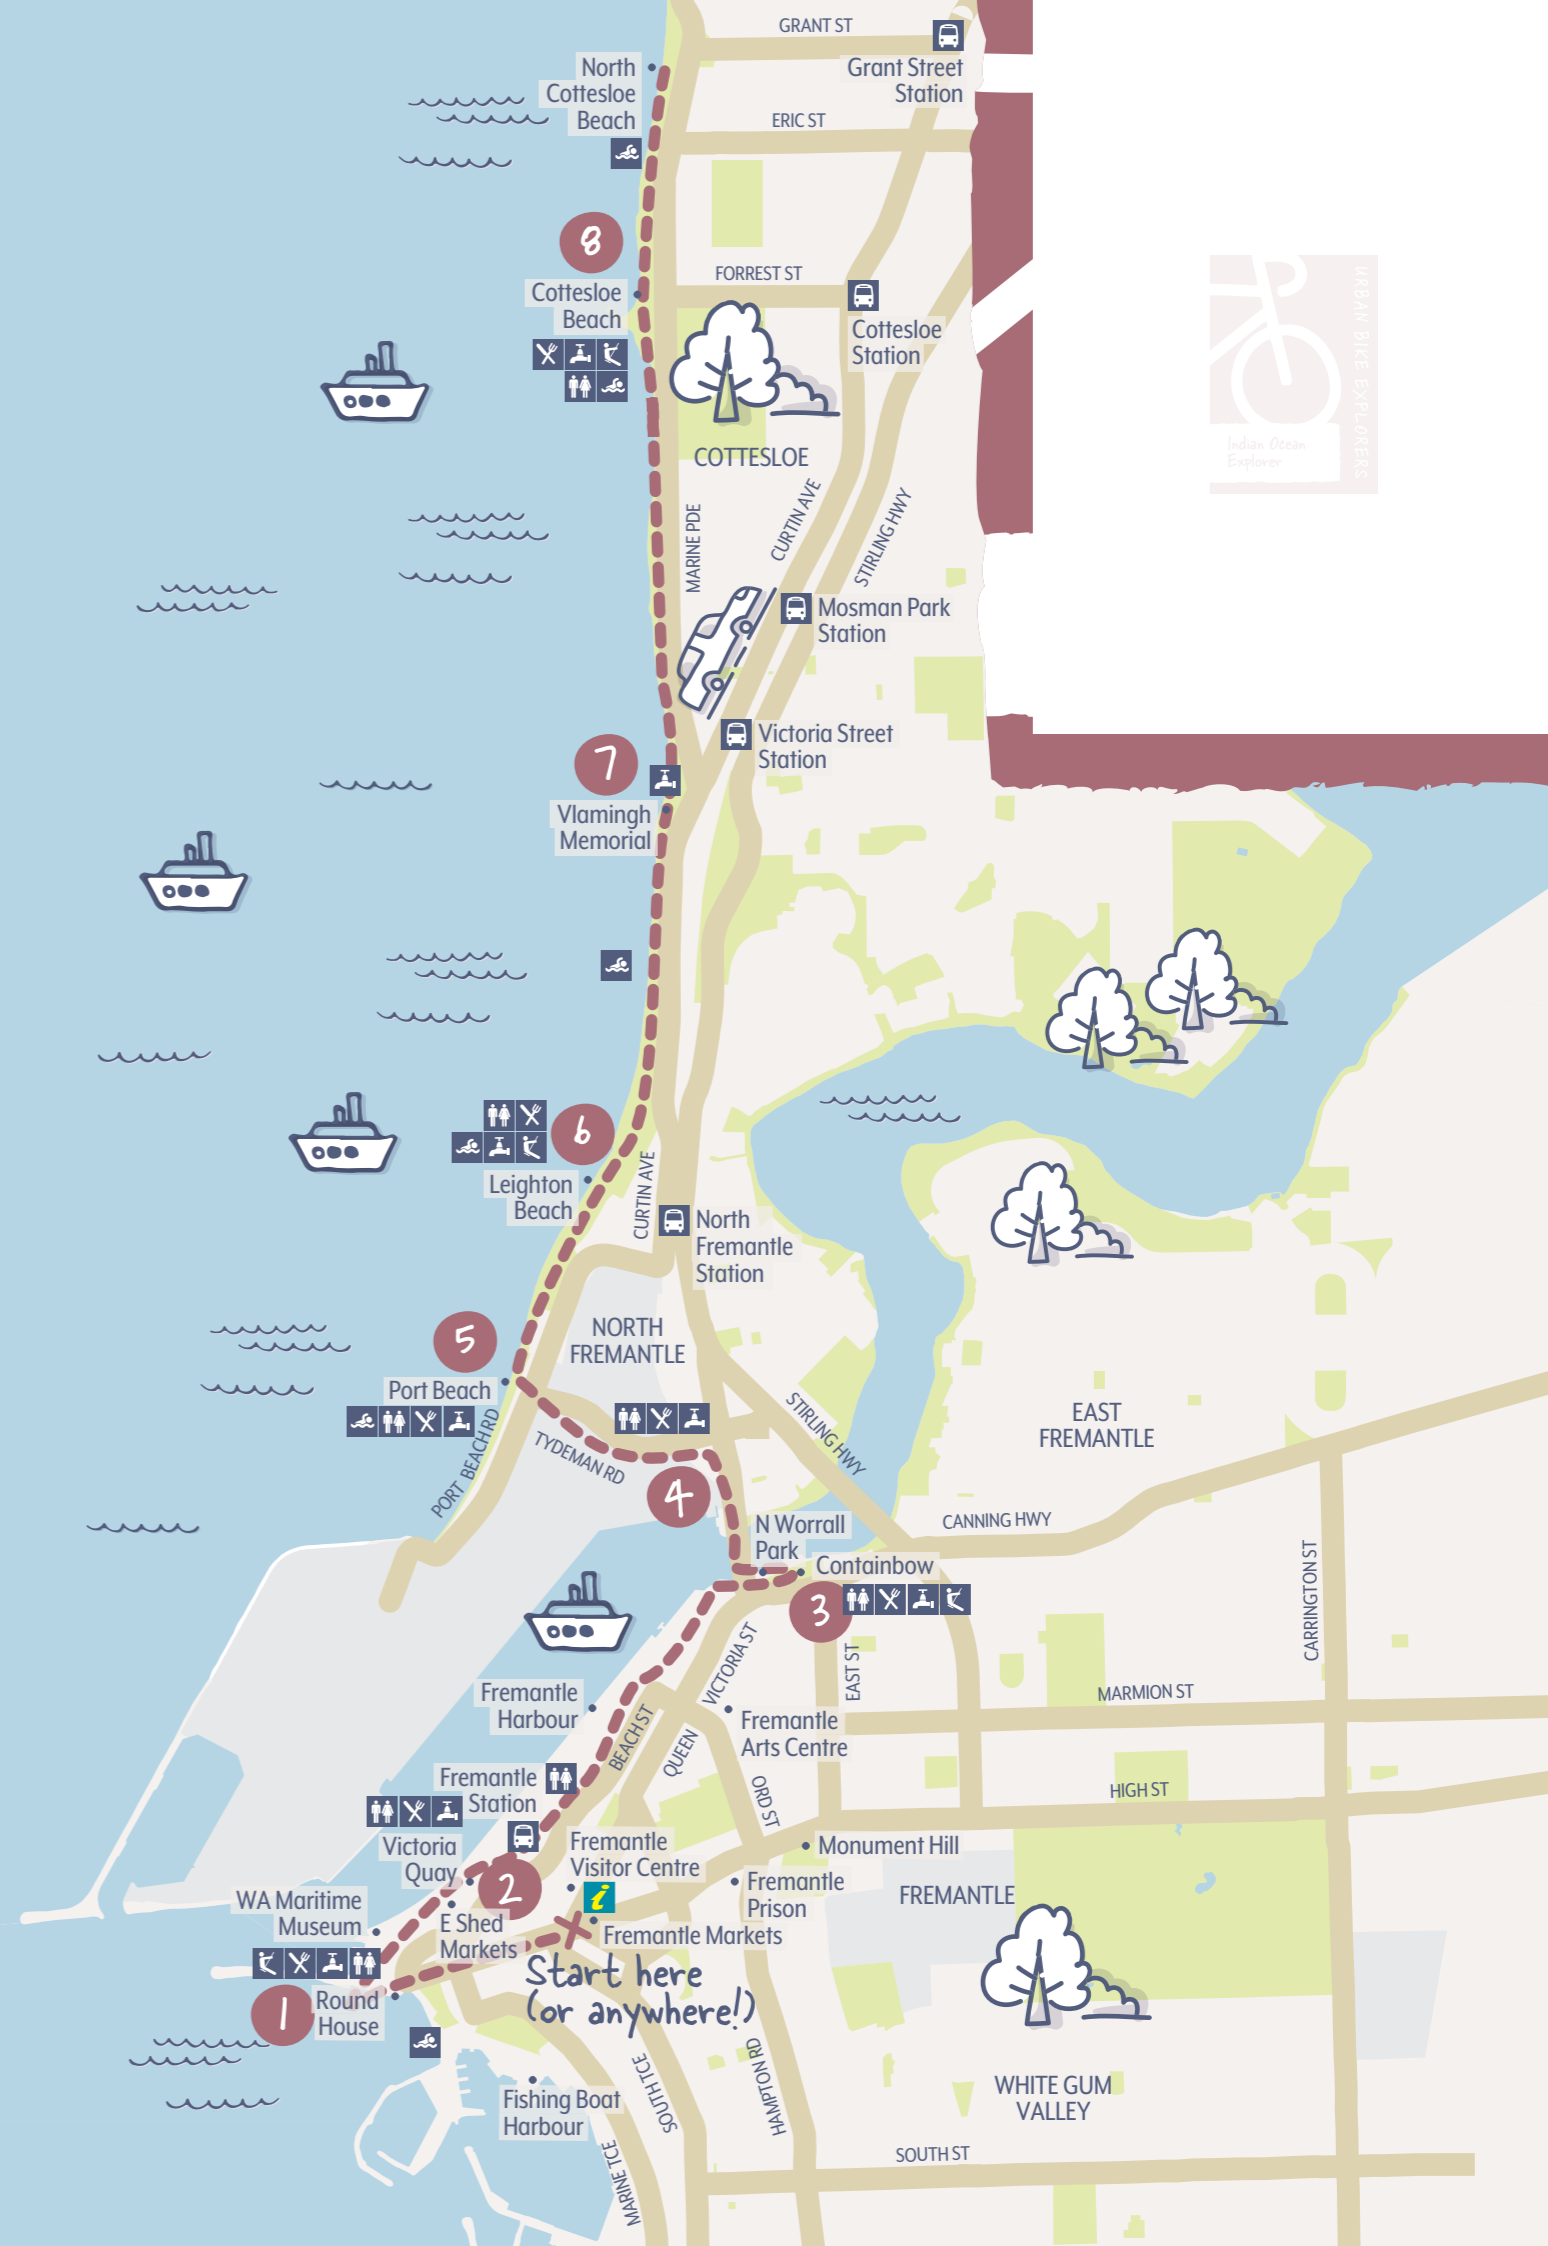 GRANT ST
Grant Street
Station
North
Cottesloe
Beach
ERIC ST
8
FORREST ST
Cottesloe
Beach
Cottesloe
Station
URBAN BIKE EXPLORERS
Indian Ocean
Explorer
COTTESLOE
MARINE PDE
CURTIN AVE
STIRLING HWY
Mosman Park
Station
Victoria Street
Station
7
Vlamingh
Memorial
6
Leighton
Beach
CURTIN AVE
North
Fremantle
Station
5
NORTH
FREMANTLE
Port Beach
PORT BEACH RD
TYDEMAN RD
STIRLING HWY
EAST
FREMANTLE
4
N Worrall
Park
CANNING HWY
Containbow
3
CARRINGTON ST
VICTORIA ST
EAST ST
Fremantle
Harbour
MARMION ST
BEACH ST
QUEEN
Fremantle
Arts Centre
Fremantle
Station
ORD ST
HIGH ST
Victoria
Quay
Fremantle
Visitor Centre
i
Monument Hill
2
Fremantle
Prison
FREMANTLE
WA Maritime
Museum
E Shed
Markets
Fremantle Markets
Start here
(or anywhere!)
1
Round
House
SOUTH TCE
HAMPTON RD
Fishing Boat
Harbour
WHITE GUM
VALLEY
MARINE TCE
SOUTH ST